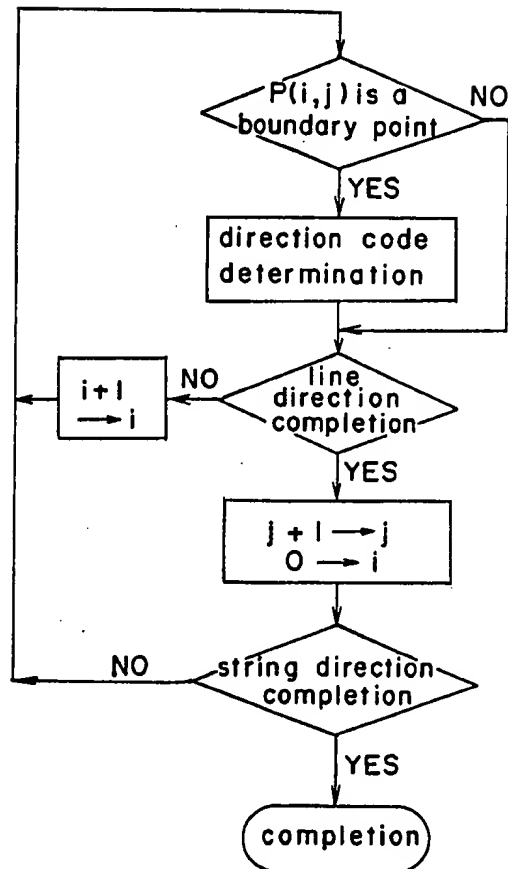 P(i,j) is a
boundary point
NO
YES
direction code
determination
line
direction
completion
NO
i+1
→ i
YES
j + 1 → j
0 → i
string direction
completion
NO
YES
completion